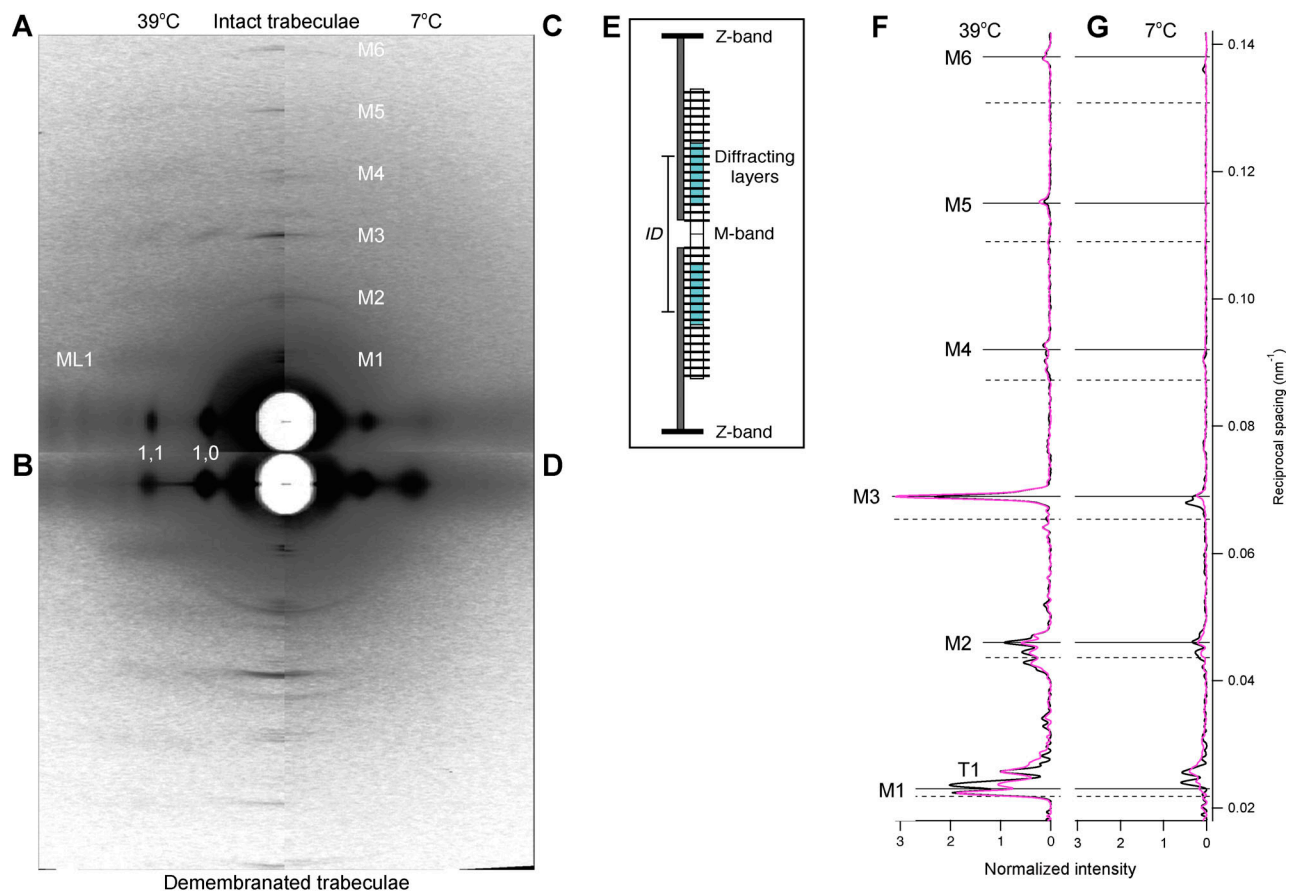 A 39°C Intact trabeculae 7°C C
M6
M5
M4
M3
M2
ML1 M1
1,1 1,0
B D
Demembranated trabeculae
E
Z-band
Diffracting
layers
ID
M-band
Z-band
F 39°C G 7°C
M6
M5
M4
M3
M2
T1
M1
0.14
0.12
0.10
0.08
0.06
0.04
0.02
Reciprocal spacing (nm⁻¹)
3 2 1 0 3 2 1 0
Normalized intensity